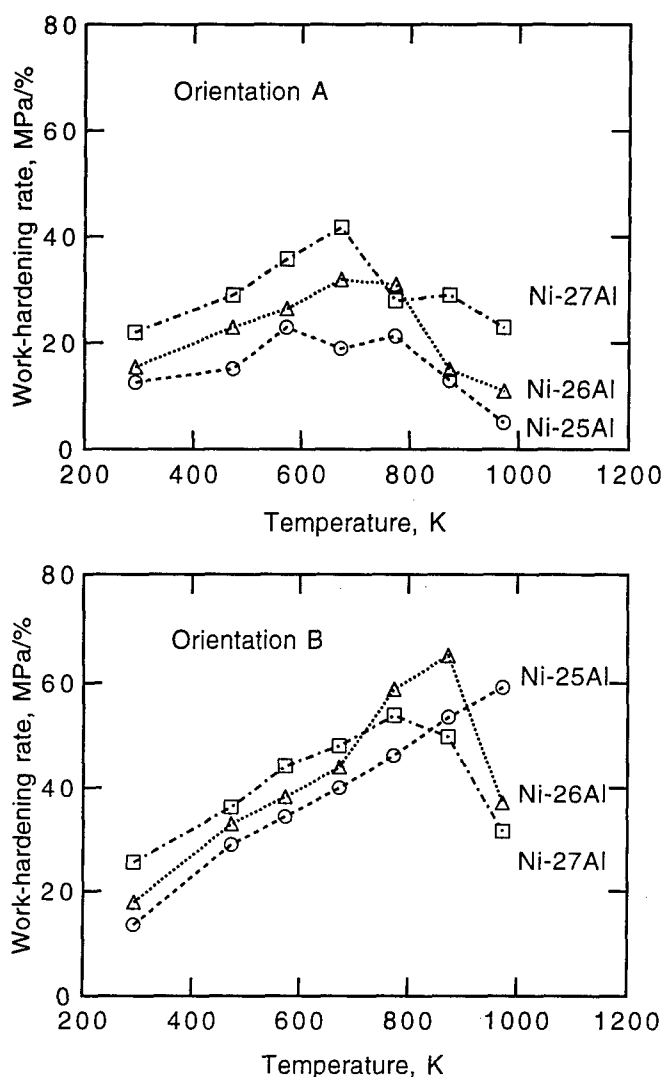 80
60
40
20
0
Work-hardening rate, MPa/%
Orientation A
Ni-27Al
Ni-26Al
Ni-25Al
200 400 600 800 1000 1200
Temperature, K
80
60
40
20
0
Work-hardening rate, MPa/%
Orientation B
Ni-25Al
Ni-26Al
Ni-27Al
200 400 600 800 1000 1200
Temperature, K